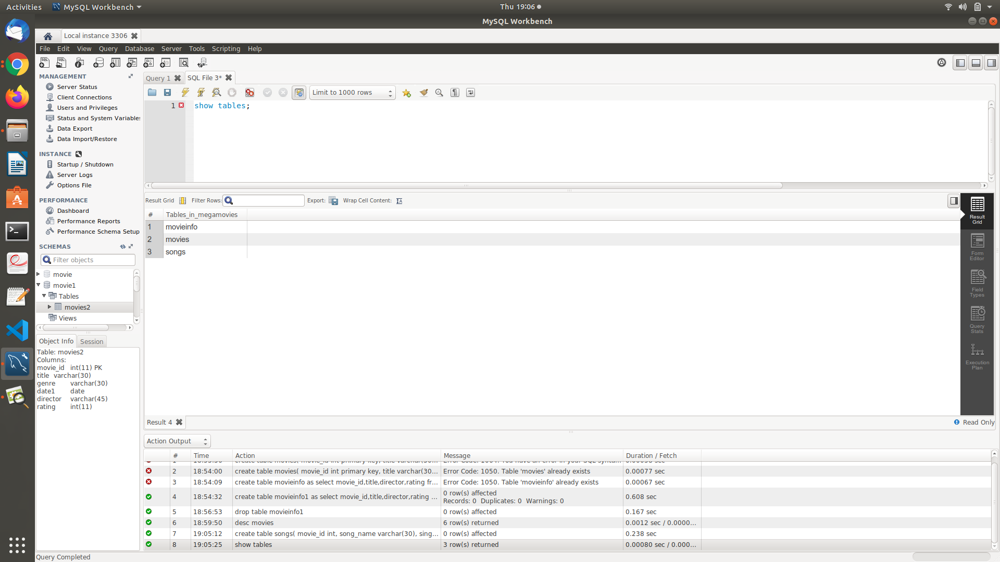 Activities
MySQL Workbench
Thu 19:06
MySQL Workbench
Local instance 3306
File Edit View Query Database Server Tools Scripting Help
MANAGEMENT
Server Status
Client Connections
Users and Privileges
Status and System Variables
Data Export
Data Import/Restore
INSTANCE
Startup / Shutdown
Server Logs
Options File
PERFORMANCE
Dashboard
Performance Reports
Performance Schema Setup
SCHEMAS
Filter objects
movie
movie1
Tables
movies2
Views
Object Info Session
Table: movies2
Columns:
movie_id int(11) PK
title varchar(30)
genre varchar(30)
date1 date
director varchar(45)
rating int(11)
Query 1 SQL File 3*
Limit to 1000 rows
1 show tables;
Result Grid Filter Rows: Export: Wrap Cell Content:
# Tables_in_megamovies
1 movieinfo
2 movies
3 songs
Result
Grid
Form
Editor
Field
Types
Query
Stats
Execution
Plan
Result 4
Read Only
Action Output
# Time Action Message Duration / Fetch
2 18:54:00 create table movies( movie_id int primary key, title varchar(30... Error Code: 1050. Table 'movies' already exists 0.00077 sec
3 18:54:09 create table movieinfo as select movie_id,title,director,rating fr... Error Code: 1050. Table 'movieinfo' already exists 0.00067 sec
4 18:54:32 create table movieinfo1 as select movie_id,title,director,rating ... 0 row(s) affected
Records: 0 Duplicates: 0 Warnings: 0 0.608 sec
5 18:56:53 drop table movieinfo1 0 row(s) affected 0.167 sec
6 18:59:50 desc movies 6 row(s) returned 0.0012 sec / 0.0000...
7 19:05:12 create table songs( movie_id int, song_name varchar(30), sing... 0 row(s) affected 0.238 sec
8 19:05:25 show tables 3 row(s) returned 0.00080 sec / 0.000...
Query Completed